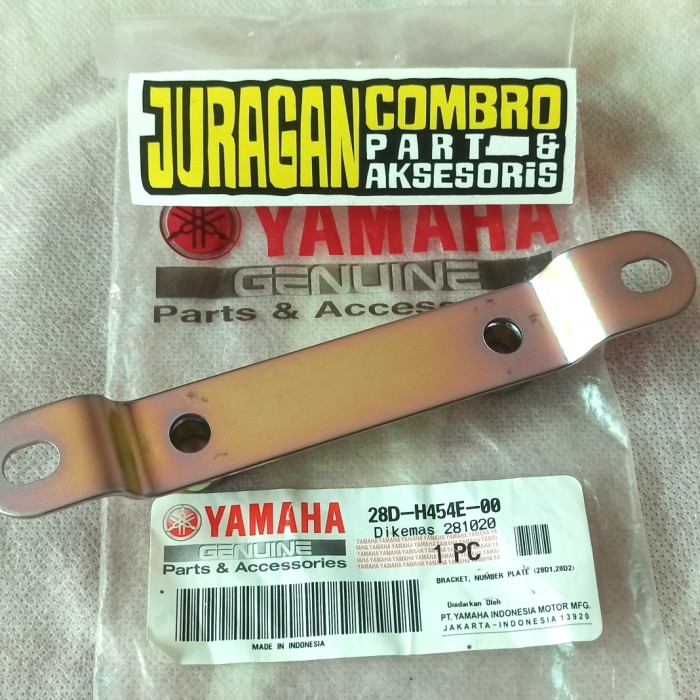 JURAGAN COMBRO
PART & AKSESORiS
YAMAHA
GENUINE
Parts & Accesso
YAMAHA
GENUINE
Parts & Accessories
MADE IN INDONESIA
28D-H454E-00
Dikemas 281020
1 PC
BRACKET, NUMBER PLATE (28D1,28D2)
Diedarkan Oleh
PT. YAMAHA INDONESIA MOTOR MFG.
JAKARTA-INDONESIA 13920